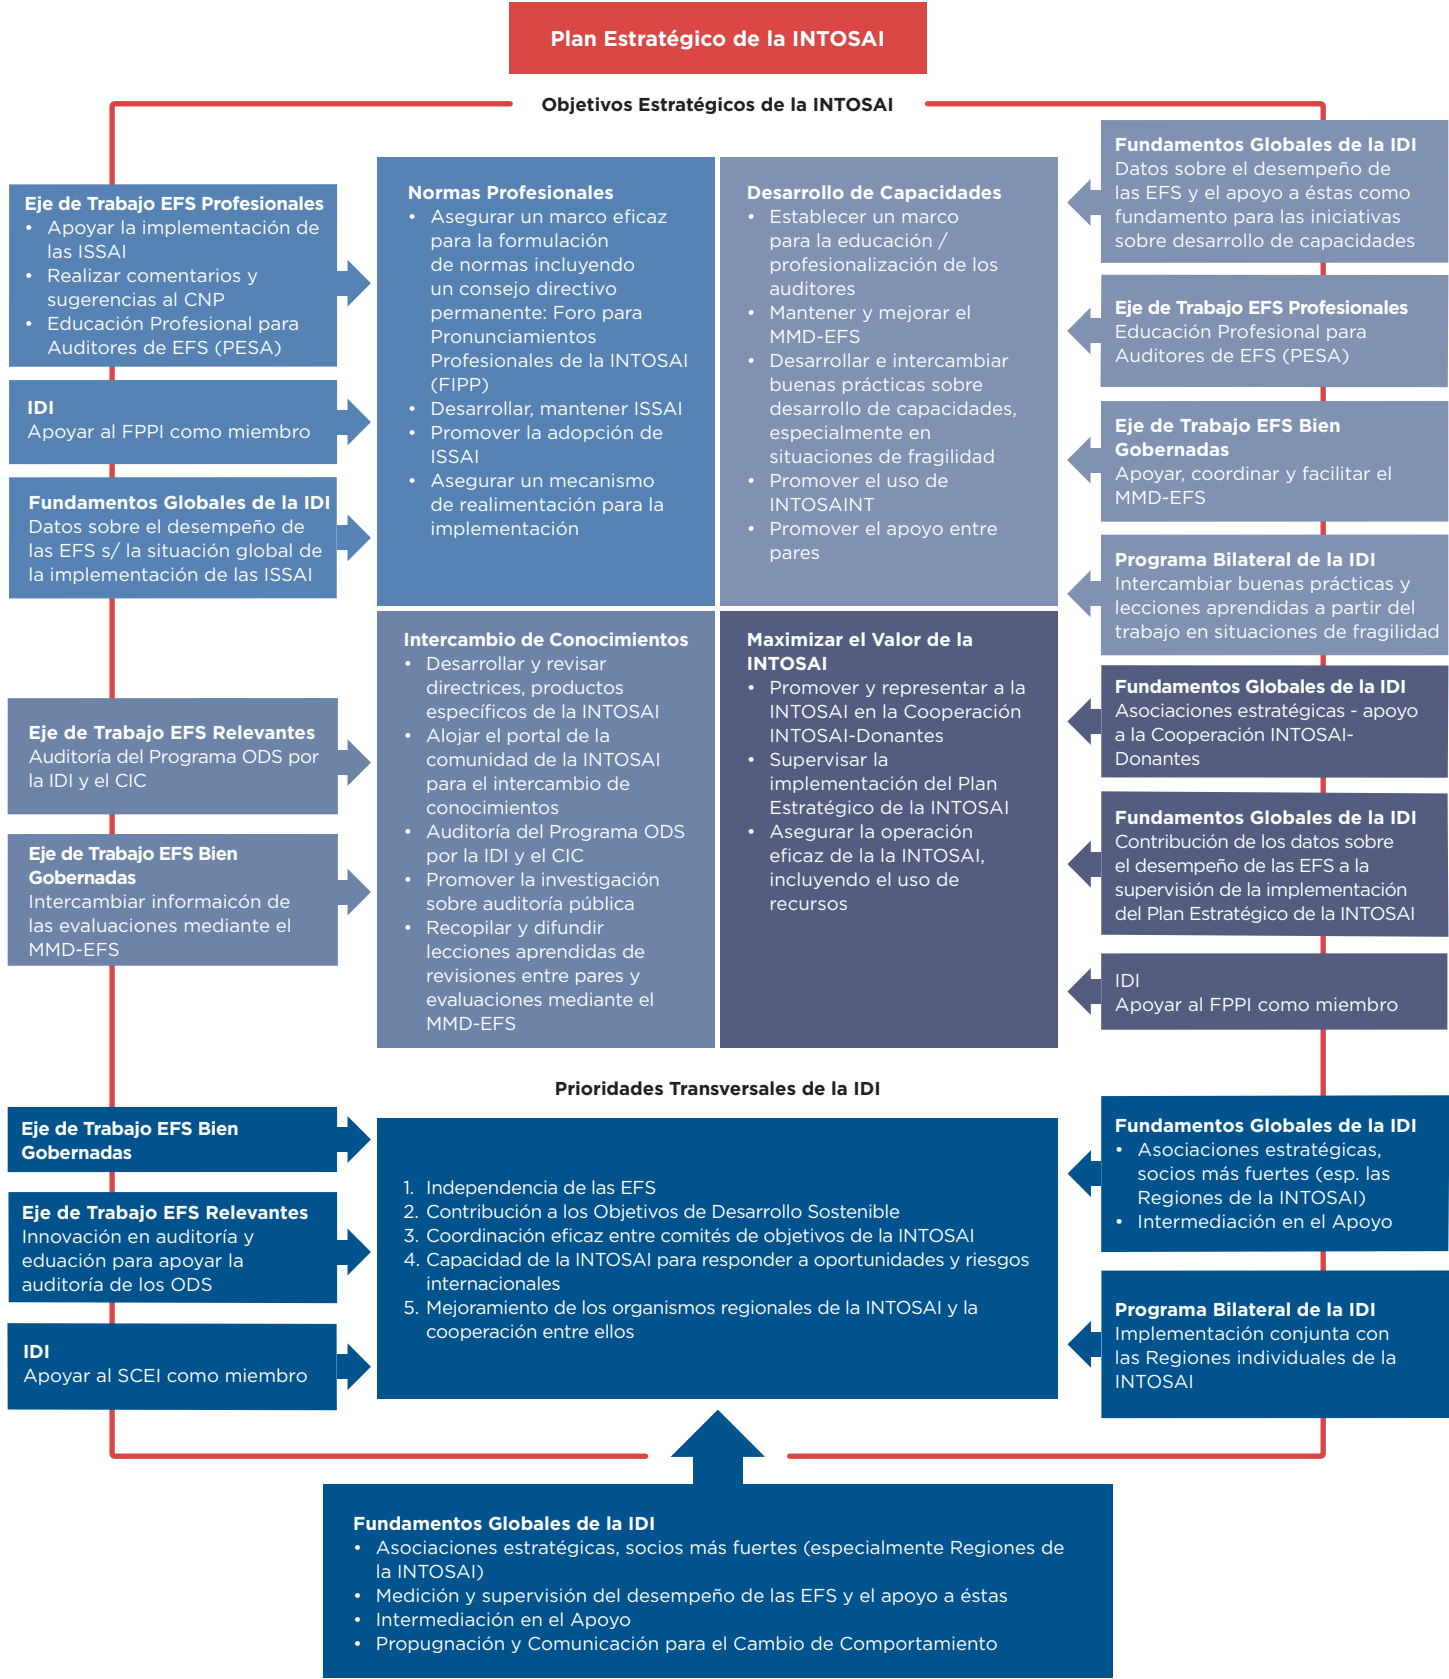 Plan Estratégico de la INTOSAI
Objetivos Estratégicos de la INTOSAI
Eje de Trabajo EFS Profesionales
• Apoyar la implementación de
las ISSAI
• Realizar comentarios y
sugerencias al CNP
• Educación Profesional para
Auditores de EFS (PESA)
IDI
Apoyar al FPPI como miembro
Fundamentos Globales de la IDI
Datos sobre el desempeño de
las EFS s/ la situación global de
la implementación de las ISSAI
Eje de Trabajo EFS Relevantes
Auditoría del Programa ODS por
la IDI y el CIC
Eje de Trabajo EFS Bien
Gobernadas
Intercambiar informaicón de
las evaluaciones mediante el
MMD-EFS
Normas Profesionales
• Asegurar un marco eficaz
para la formulación
de normas incluyendo
un consejo directivo
permanente: Foro para
Pronunciamientos
Profesionales de la INTOSAI
(FIPP)
• Desarrollar, mantener ISSAI
• Promover la adopción de
ISSAI
• Asegurar un mecanismo
de realimentación para la
implementación
Desarrollo de Capacidades
• Establecer un marco
para la educación /
profesionalización de los
auditores
• Mantener y mejorar el
MMD-EFS
• Desarrollar e intercambiar
buenas prácticas sobre
desarrollo de capacidades,
especialmente en
situaciones de fragilidad
• Promover el uso de
INTOSAINT
• Promover el apoyo entre
pares
Intercambio de Conocimientos
• Desarrollar y revisar
directrices, productos
específicos de la INTOSAI
• Alojar el portal de la
comunidad de la INTOSAI
para el intercambio de
conocimientos
• Auditoría del Programa ODS
por la IDI y el CIC
• Promover la investigación
sobre auditoría pública
• Recopilar y difundir
lecciones aprendidas de
revisiones entre pares y
evaluaciones mediante el
MMD-EFS
Maximizar el Valor de la
INTOSAI
• Promover y representar a la
INTOSAI en la Cooperación
INTOSAI-Donantes
• Supervisar la
implementación del Plan
Estratégico de la INTOSAI
• Asegurar la operación
eficaz de la la INTOSAI,
incluyendo el uso de
recursos
Fundamentos Globales de la IDI
Datos sobre el desempeño de
las EFS y el apoyo a éstas como
fundamento para las iniciativas
sobre desarrollo de capacidades
Eje de Trabajo EFS Profesionales
Educación Profesional para
Auditores de EFS (PESA)
Eje de Trabajo EFS Bien
Gobernadas
Apoyar, coordinar y facilitar el
MMD-EFS
Programa Bilateral de la IDI
Intercambiar buenas prácticas y
lecciones aprendidas a partir del
trabajo en situaciones de fragilidad
Fundamentos Globales de la IDI
Asociaciones estratégicas - apoyo
a la Cooperación INTOSAI-
Donantes
Fundamentos Globales de la IDI
Contribución de los datos sobre
el desempeño de las EFS a la
supervisión de la implementación
del Plan Estratégico de la INTOSAI
IDI
Apoyar al FPPI como miembro
Prioridades Transversales de la IDI
Eje de Trabajo EFS Bien
Gobernadas
Eje de Trabajo EFS Relevantes
Innovación en auditoría y
eduación para apoyar la
auditoría de los ODS
IDI
Apoyar al SCEI como miembro
1. Independencia de las EFS
2. Contribución a los Objetivos de Desarrollo Sostenible
3. Coordinación eficaz entre comités de objetivos de la INTOSAI
4. Capacidad de la INTOSAI para responder a oportunidades y riesgos
internacionales
5. Mejoramiento de los organismos regionales de la INTOSAI y la
cooperación entre ellos
Fundamentos Globales de la IDI
• Asociaciones estratégicas,
socios más fuertes (esp. las
Regiones de la INTOSAI)
• Intermediación en el Apoyo
Programa Bilateral de la IDI
Implementación conjunta con
las Regiones individuales de la
INTOSAI
Fundamentos Globales de la IDI
• Asociaciones estratégicas, socios más fuertes (especialmente Regiones de
la INTOSAI)
• Medición y supervisión del desempeño de las EFS y el apoyo a éstas
• Intermediación en el Apoyo
• Propugnación y Comunicación para el Cambio de Comportamiento